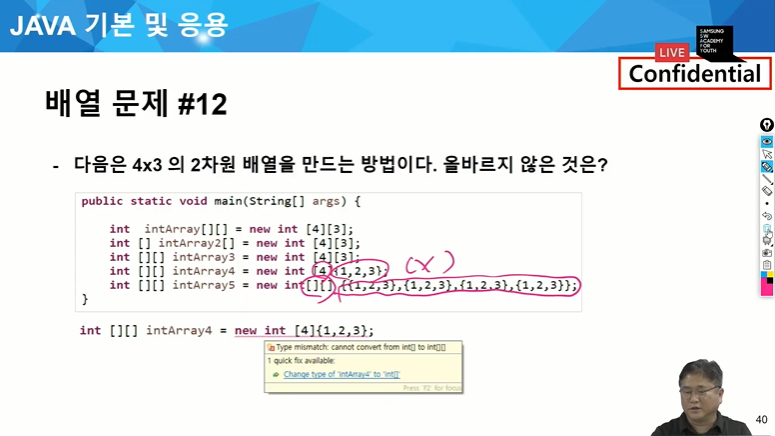 JAVA 기본 및 응용
LIVE
SAMSUNG
SW
ACADEMY
FOR
YOUTH
Confidential
배열 문제 #12
- 다음은 4x3 의 2차원 배열을 만드는 방법이다. 올바르지 않은 것은?
public static void main(String[] args) {
int intArray[][] = new int [4][3];
int [] intArray2[] = new int [4][3];
int [][] intArray3 = new int [4][3];
int [][] intArray4 = new int [4]{1,2,3}; (X)
int [][] intArray5 = new int[][] {{1,2,3},{1,2,3},{1,2,3},{1,2,3}};
}
int [][] intArray4 = new int [4]{1,2,3};
Type mismatch: cannot convert from int[] to int[][]
1 quick fix available:
Change type of 'intArray4' to 'int[]'
Press 'F2' for focus
40